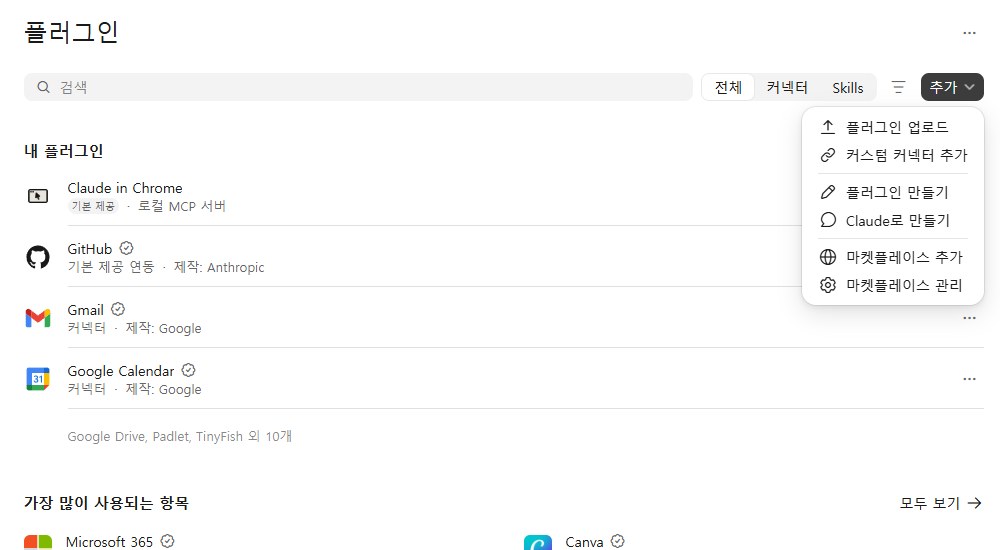 플러그인
검색
전체 커넥터 Skills 추가
플러그인 업로드
커스텀 커넥터 추가
플러그인 만들기
Claude로 만들기
마켓플레이스 추가
마켓플레이스 관리
내 플러그인
Claude in Chrome
기본 제공 · 로컬 MCP 서버
GitHub
기본 제공 연동 · 제작: Anthropic
Gmail
커넥터 · 제작: Google
31
Google Calendar
커넥터 · 제작: Google
Google Drive, Padlet, TinyFish 외 10개
가장 많이 사용되는 항목 모두 보기
Microsoft 365 Canva